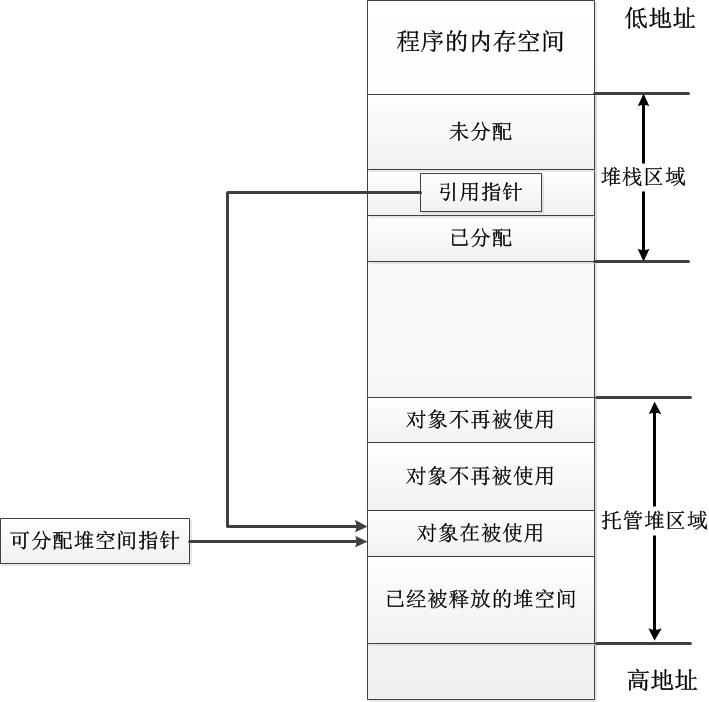 低地址
程序的内存空间
未分配
堆栈区域
引用指针
已分配
对象不再被使用
对象不再被使用
托管堆区域
对象在被使用
可分配堆空间指针
已经被释放的堆空间
高地址